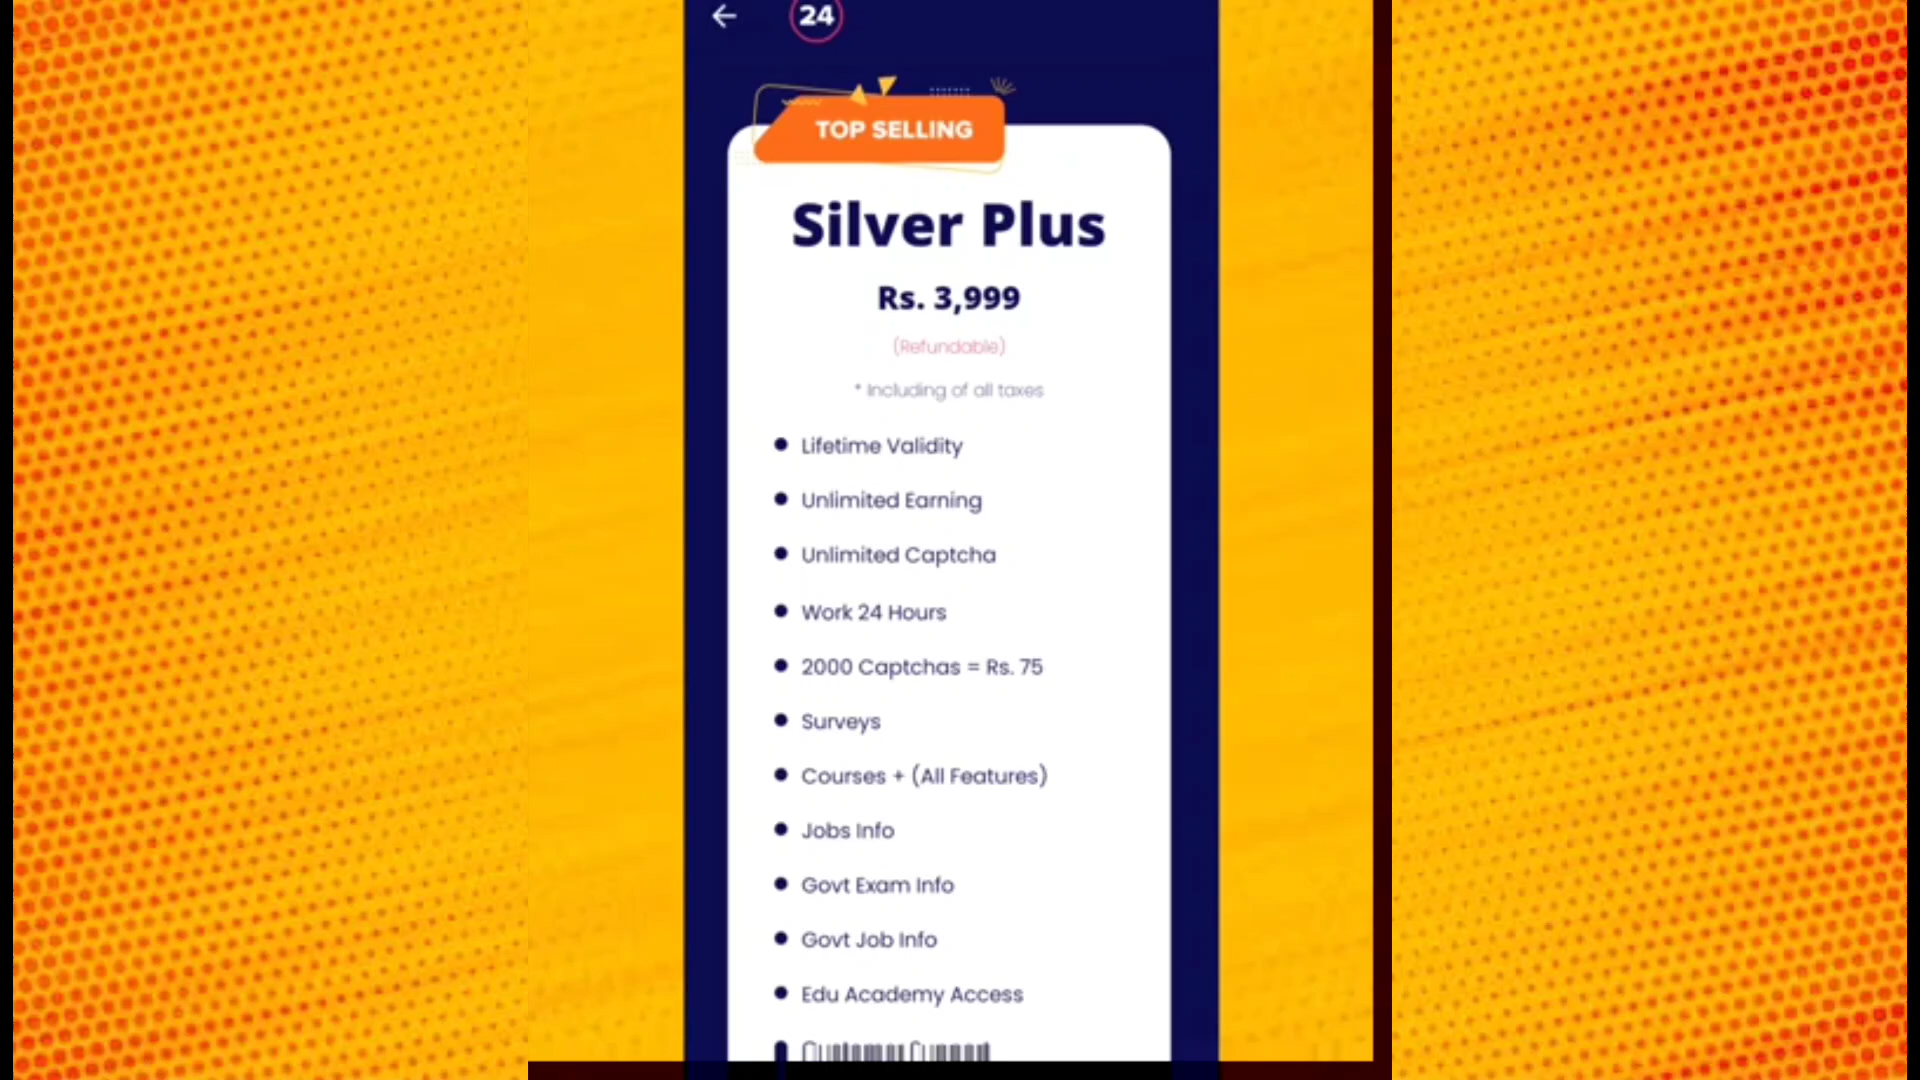 24
TOP SELLING
Silver Plus
Rs. 3,999
(Refundable)
* Including of all taxes
Lifetime Validity
Unlimited Earning
Unlimited Captcha
Work 24 Hours
2000 Captchas = Rs. 75
Surveys
Courses + (All Features)
Jobs Info
Govt Exam Info
Govt Job Info
Edu Academy Access